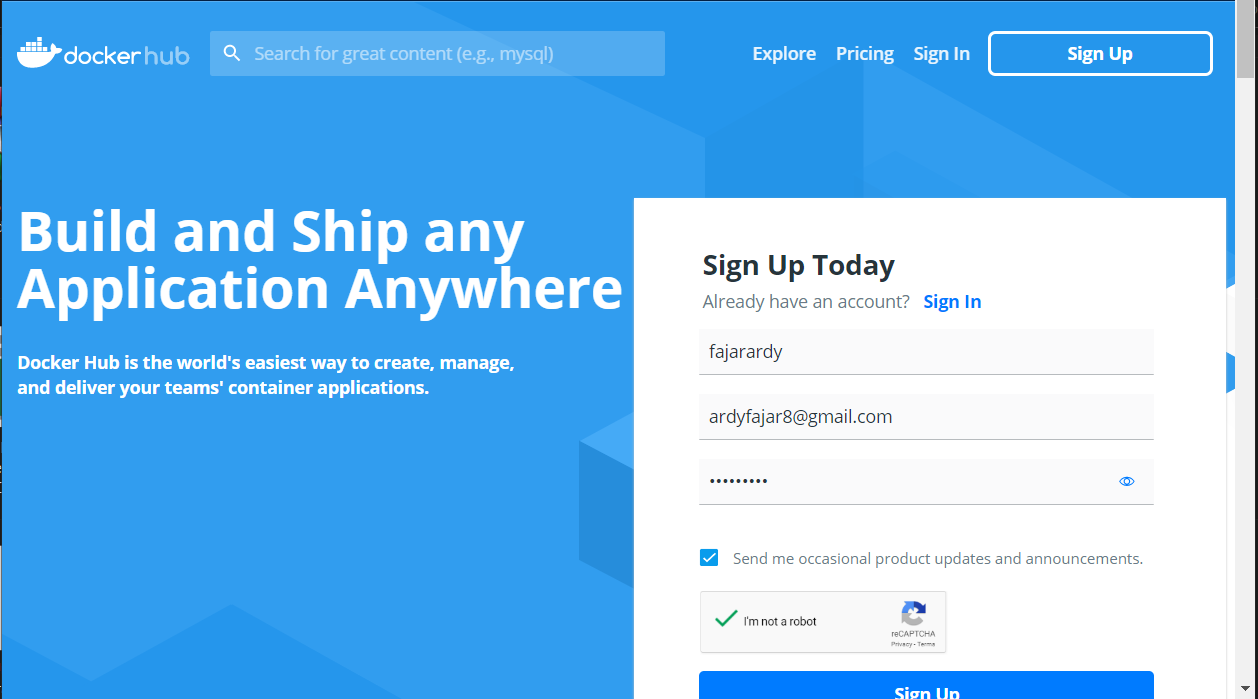 docker hub
Search for great content (e.g., mysql)
Explore
Pricing
Sign In
Sign Up
Build and Ship any
Application Anywhere
Docker Hub is the world's easiest way to create, manage,
and deliver your teams' container applications.
Sign Up Today
Already have an account? Sign In
fajarardy
ardyfajar8@gmail.com
•••••••••
Send me occasional product updates and announcements.
I'm not a robot
reCAPTCHA
Privacy - Terms
Sign Up